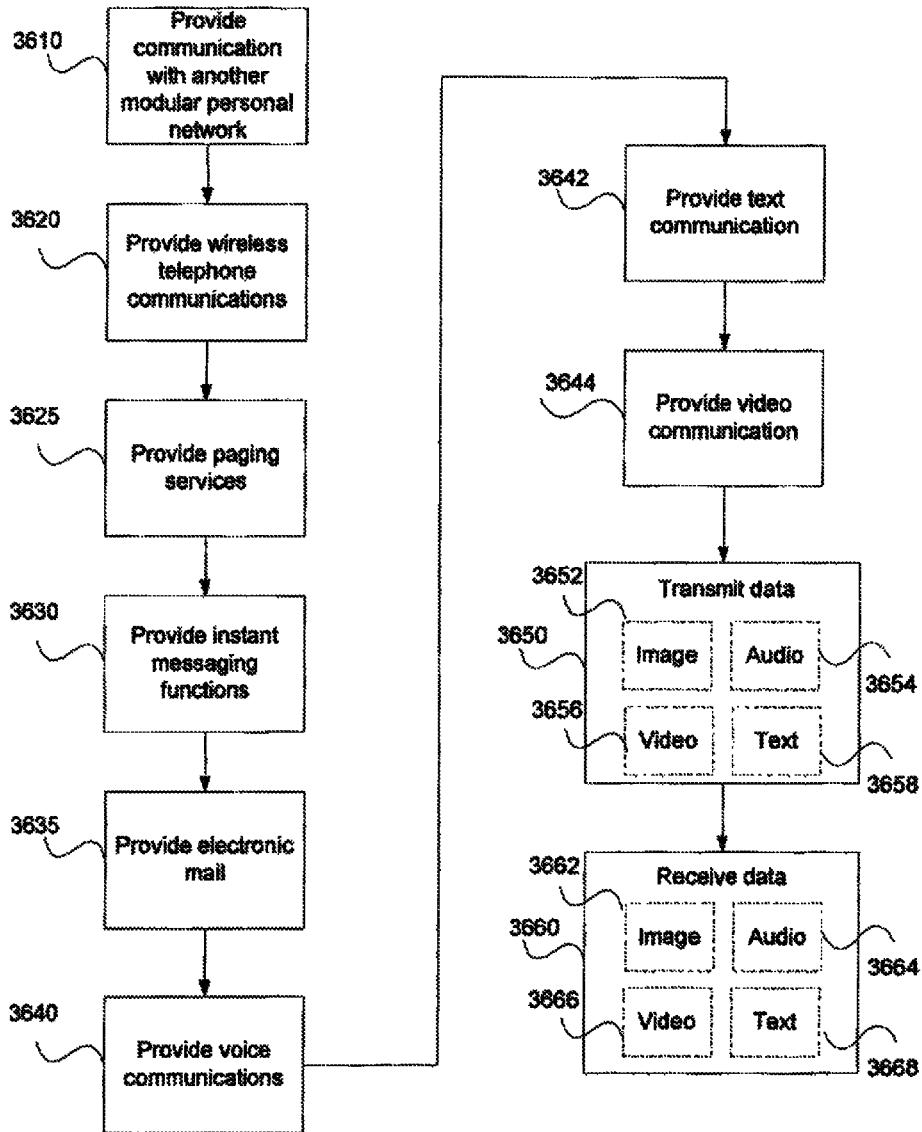 3610
Provide
communication
with another
modular personal
network
3620
Provide wireless
telephone
communications
3625
Provide paging
services
3630
Provide instant
messaging
functions
3635
Provide electronic
mail
3640
Provide voice
communications
3642
Provide text
communication
3644
Provide video
communication
3650
Transmit data
3652
Image
Audio
3654
3656
Video
Text
3658
3660
Receive data
3662
Image
Audio
3664
3666
Video
Text
3668